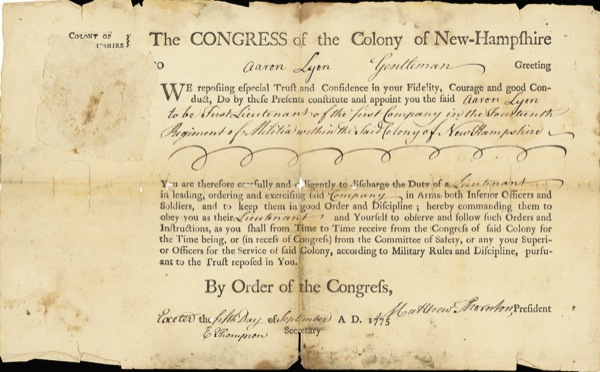 COLONY OF
The CONGRESS of the Colony of New-Hampſhire
TO Aaron Lyon Gentleman Greeting
WE repoſing eſpecial Truſt and Confidence in your Fidelity, Courage and good Con-
duct, Do by theſe Preſents conſtitute and appoint you the ſaid Aaron Lyon
to be First Lieutenant of the first Company in the Fourteenth
Regiment of Militia within the said Colony of New Hampshire
You are therefore carefully and diligently to diſcharge the Duty of a Lieutenant
in leading, ordering and exerciſing ſaid Company in Arms both Inferior Officers and
Soldiers, and to keep them in good Order and Diſcipline; hereby commanding them to
obey you as their Lieutenant and Yourſelf to obſerve and follow ſuch Orders and
Inſtructions, as you ſhall from Time to Time receive from the Congreſs of ſaid Colony for
the Time being, or (in receſs of Congreſs) from the Committee of Safety, or any your Superi-
or Officers for the Service of ſaid Colony, according to Military Rules and Diſcipline, purſu-
ant to the Truſt repoſed in You.
By Order of the Congreſs,
Matthew Thornton, President
Exeter the fifth Day of September A D. 1775
E Thompson Secretary